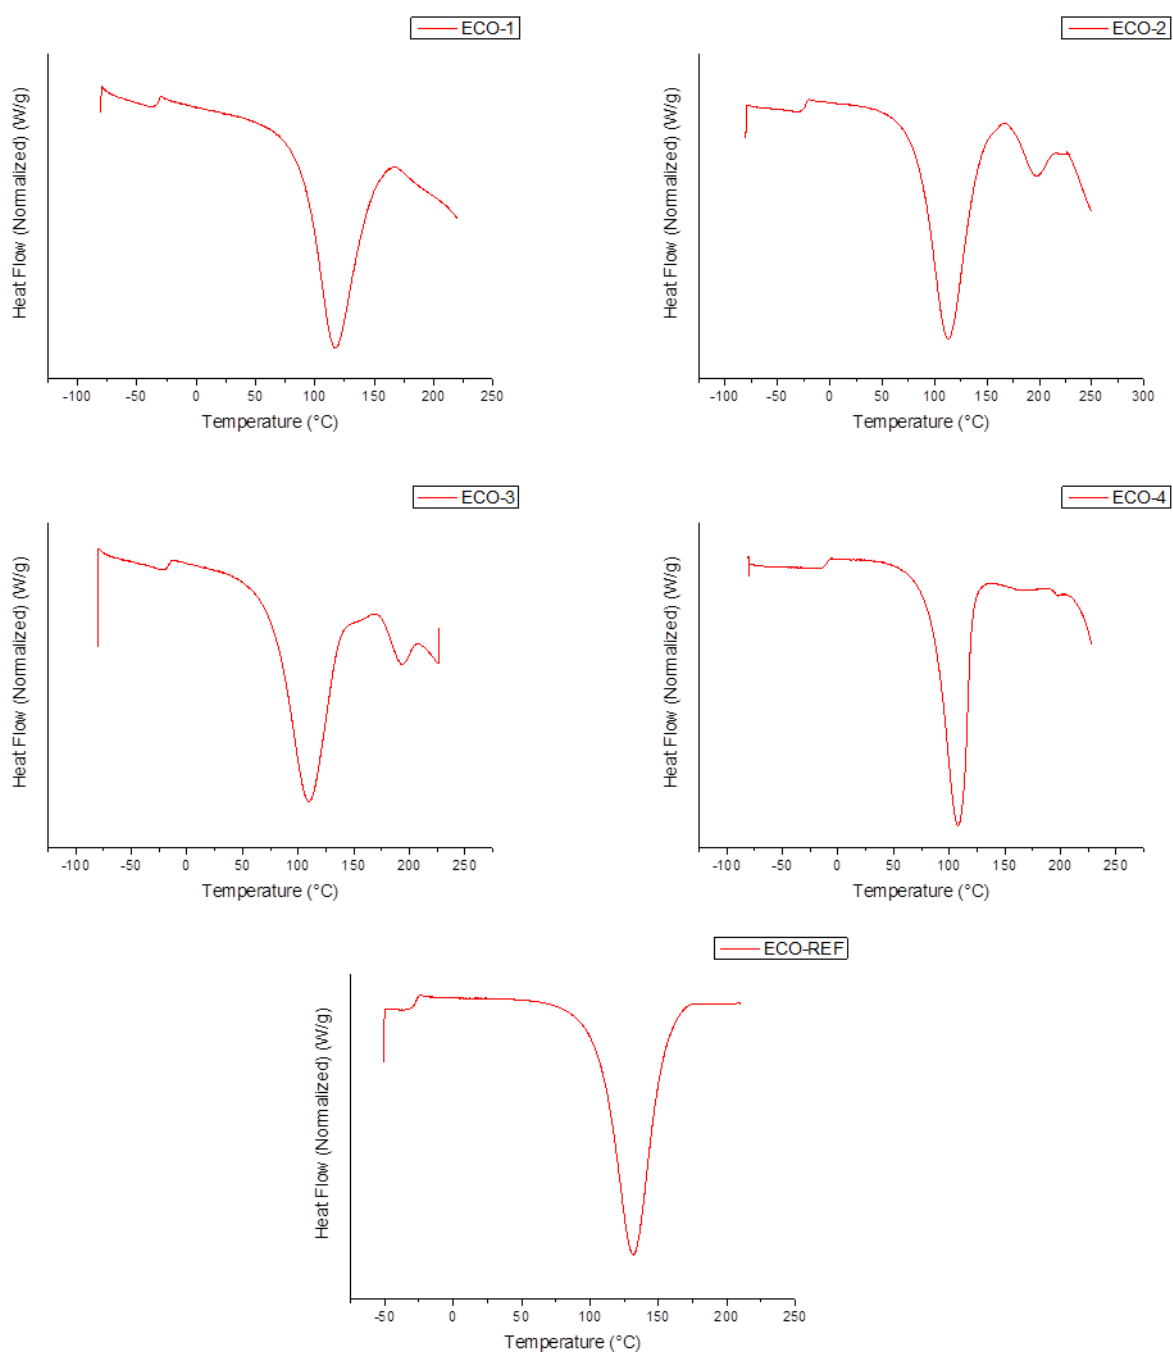 ECO-1
Heat Flow (Normalized) (W/g)
-100 -50 0 50 100 150 200 250
Temperature (°C)
ECO-2
Heat Flow (Normalized) (W/g)
-100 -50 0 50 100 150 200 250 300
Temperature (°C)
ECO-3
Heat Flow (Normalized) (W/g)
-100 -50 0 50 100 150 200 250
Temperature (°C)
ECO-4
Heat Flow (Normalized) (W/g)
-100 -50 0 50 100 150 200 250
Temperature (°C)
ECO-REF
Heat Flow (Normalized) (W/g)
-50 0 50 100 150 200 250
Temperature (°C)